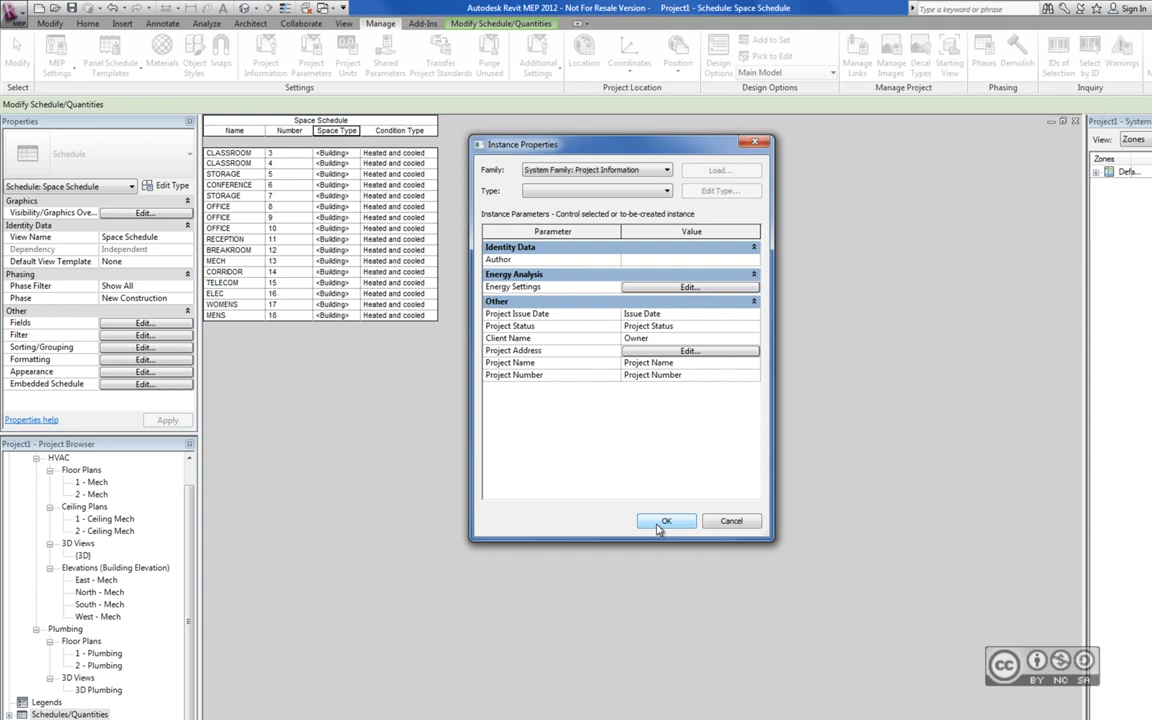 Autodesk Revit MEP 2012 - Not For Resale Version - Project1 - Schedule: Space Schedule
Type a keyword or phrase
Sign In
Modify Home Insert Annotate Analyze Architect Collaborate View Manage Add-Ins Modify Schedule/Quantities
Modify
MEP Settings
Panel Schedule Templates
Materials
Object Styles
Snaps
Project Information
Project Parameters
Project Units
Shared Parameters
Transfer Project Standards
Purge Unused
Additional Settings
Location
Coordinates
Position
Design Options
Add to Set
Pick to Edit
Main Model
Manage Links
Manage Images
Decal Types
Starting View
Phases
Demolish
IDs of Selection
Select by ID
Warnings
Select
Settings
Project Location
Design Options
Manage Project
Phasing
Inquiry
Modify Schedule/Quantities
Properties
Schedule
Schedule: Space Schedule
Edit Type
Graphics
Visibility/Graphics Ove... Edit...
Identity Data
View Name Space Schedule
Dependency Independent
Default View Template None
Phasing
Phase Filter Show All
Phase New Construction
Other
Fields Edit...
Filter Edit...
Sorting/Grouping Edit...
Formatting Edit...
Appearance Edit...
Embedded Schedule Edit...
Properties help
Apply
Project1 - Project Browser
HVAC
Floor Plans
1 - Mech
2 - Mech
Ceiling Plans
1 - Ceiling Mech
2 - Ceiling Mech
3D Views
{3D}
Elevations (Building Elevation)
East - Mech
North - Mech
South - Mech
West - Mech
Plumbing
Floor Plans
1 - Plumbing
2 - Plumbing
3D Views
3D Plumbing
Legends
Schedules/Quantities
Space Schedule
Name Number Space Type Condition Type
CLASSROOM 3 <Building> Heated and cooled
CLASSROOM 4 <Building> Heated and cooled
STORAGE 5 <Building> Heated and cooled
CONFERENCE 6 <Building> Heated and cooled
STORAGE 7 <Building> Heated and cooled
OFFICE 8 <Building> Heated and cooled
OFFICE 9 <Building> Heated and cooled
OFFICE 10 <Building> Heated and cooled
RECEPTION 11 <Building> Heated and cooled
BREAKROOM 12 <Building> Heated and cooled
MECH 13 <Building> Heated and cooled
CORRIDOR 14 <Building> Heated and cooled
TELECOM 15 <Building> Heated and cooled
ELEC 16 <Building> Heated and cooled
WOMENS 17 <Building> Heated and cooled
MENS 18 <Building> Heated and cooled
Instance Properties
Family: System Family: Project Information Load...
Type: Edit Type...
Instance Parameters - Control selected or to-be-created instance
Parameter Value
Identity Data
Author
Energy Analysis
Energy Settings Edit...
Other
Project Issue Date Issue Date
Project Status Project Status
Client Name Owner
Project Address Edit...
Project Name Project Name
Project Number Project Number
OK Cancel
Project1 - System
View: Zones
Zones
Defa...
cc
BY NC SA